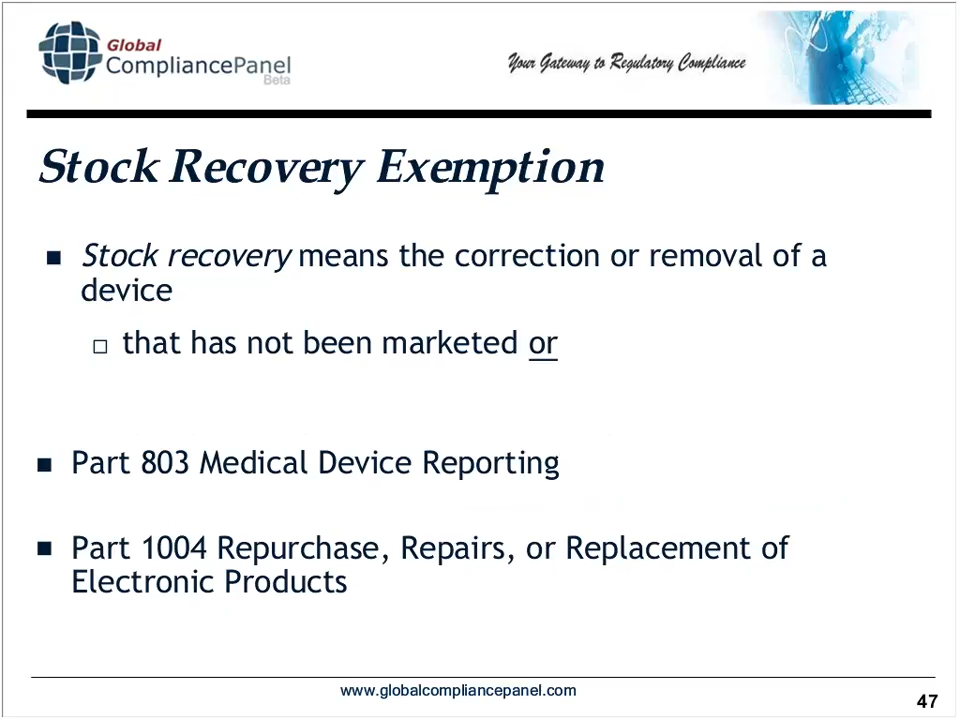 Global
CompliancePanel
Beta
Your Gateway to Regulatory Compliance
Stock Recovery Exemption
Stock recovery means the correction or removal of a
device
that has not been marketed or
Part 803 Medical Device Reporting
Part 1004 Repurchase, Repairs, or Replacement of
Electronic Products
www.globalcompliancepanel.com
47